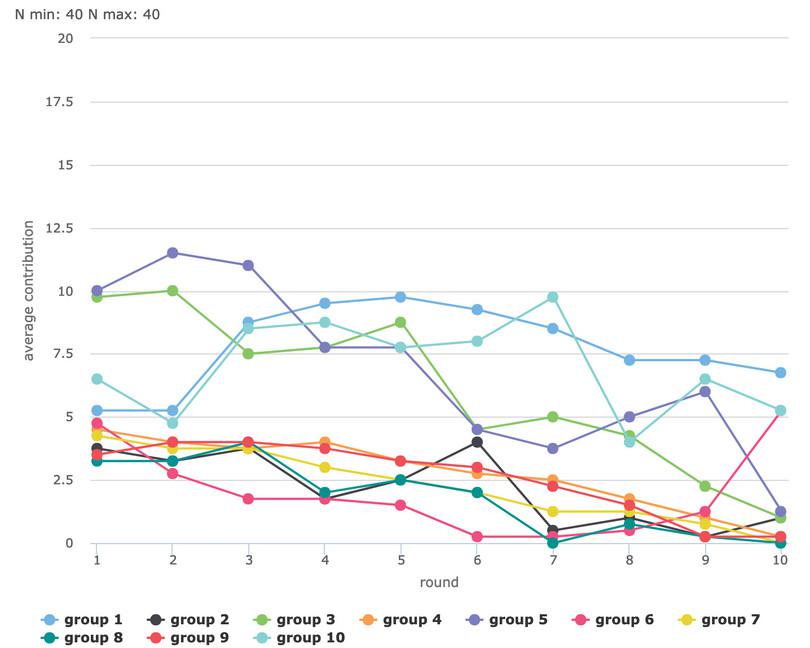 N min: 40 N max: 40
20
17.5
15
12.5
10
7.5
5
2.5
0
average contribution
1 2 3 4 5 6 7 8 9 10
round
group 1 group 2 group 3 group 4 group 5 group 6 group 7
group 8 group 9 group 10